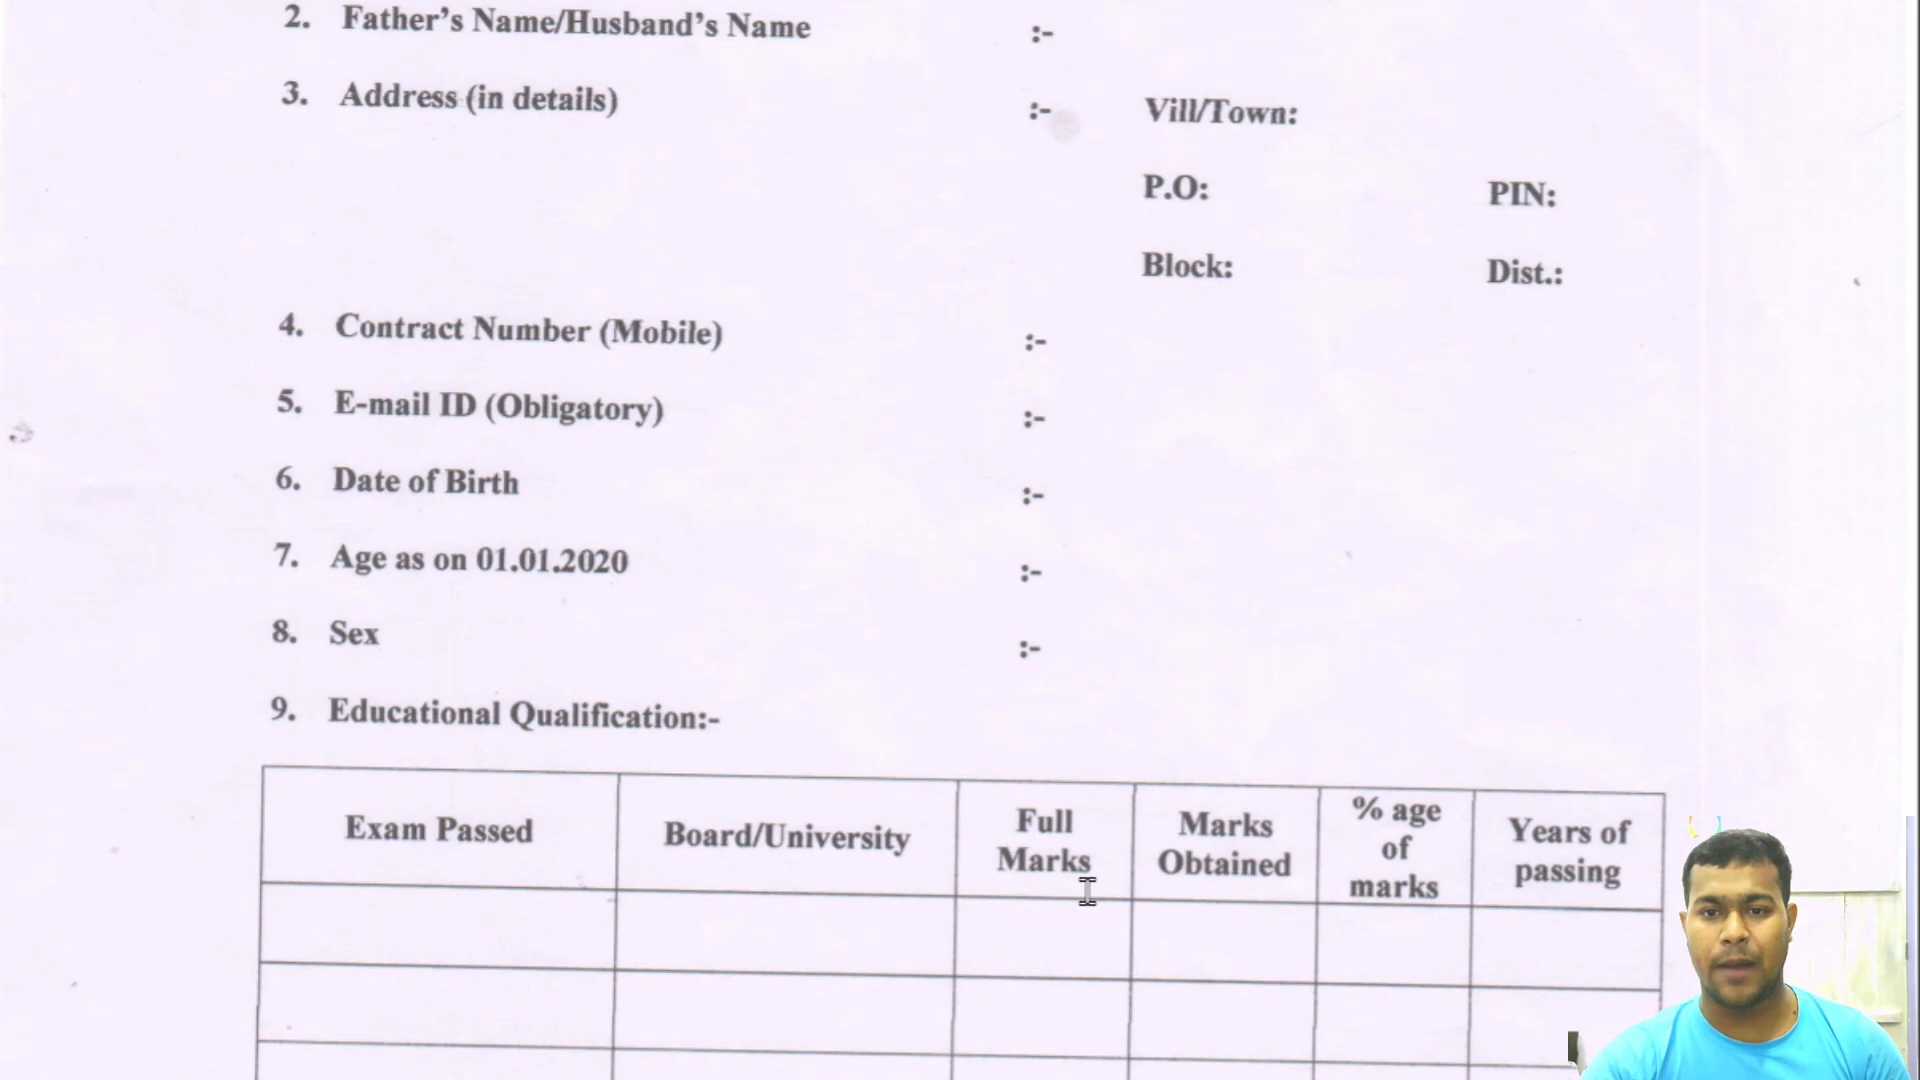 2. Father's Name/Husband's Name :-
3. Address (in details) :- Vill/Town:
P.O: PIN:
Block: Dist.:
4. Contract Number (Mobile) :-
5. E-mail ID (Obligatory) :-
6. Date of Birth :-
7. Age as on 01.01.2020 :-
8. Sex :-
9. Educational Qualification:-
Exam Passed Board/University Full Marks Marks Obtained % age of marks Years of passing